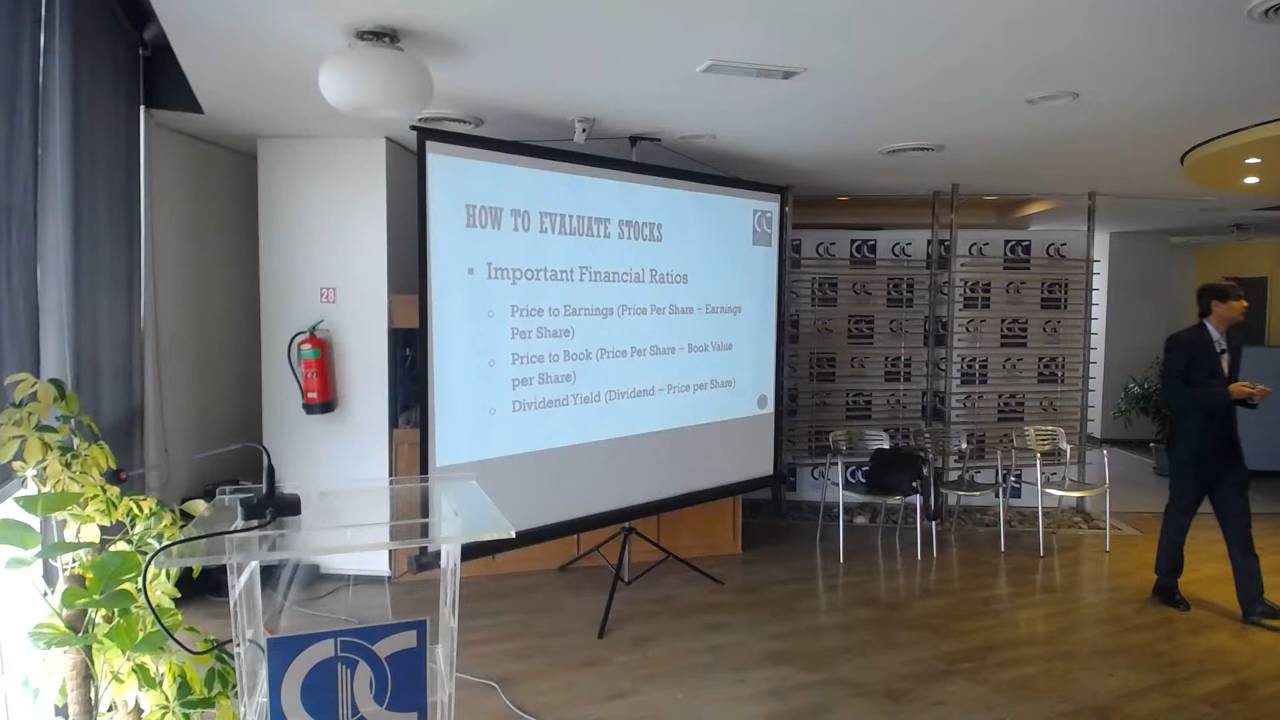 HOW TO EVALUATE STOCKS
Important Financial Ratios
Price to Earnings (Price Per Share – Earnings
Per Share)
Price to Book (Price Per Share – Book Value
per Share)
Dividend Yield (Dividend – Price per Share)
28